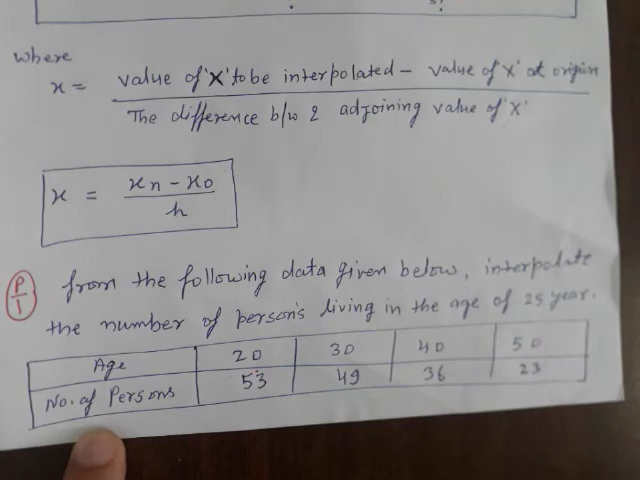 where
x = value of 'X' to be interpolated - value of 'X' at origin
The difference b/w 2 adjoining value of 'X'
x = xn - x0
h
P/1 from the following data given below, interpolate
the number of person's living in the age of 25 year.
Age 20 30 40 50
No. of Persons 53 49 36 23